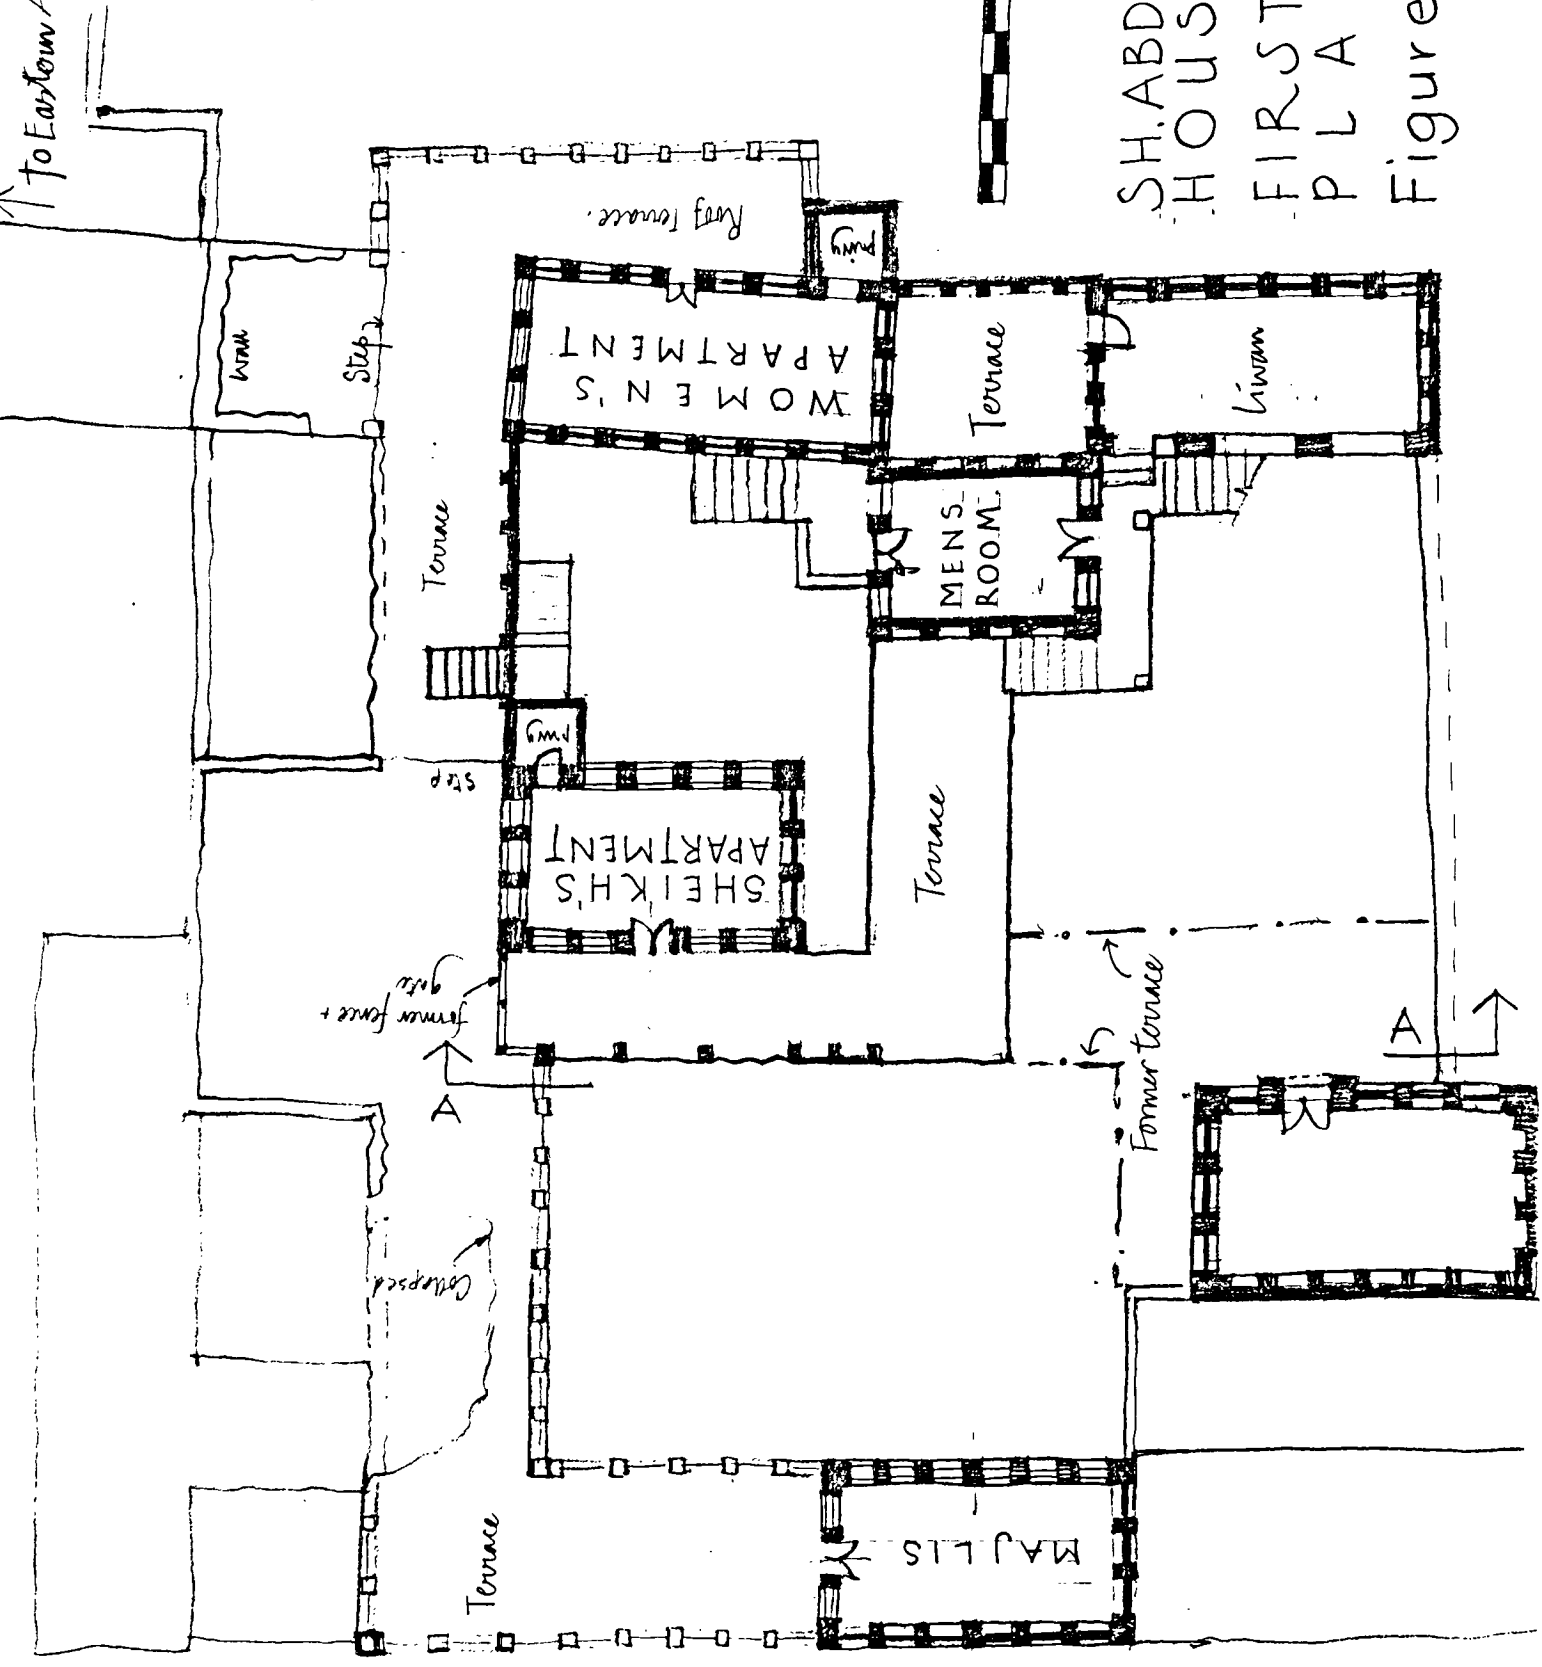 To Eastown
SH. ABD
HOUS
FIRST
PLA
Figure
Roof Terrace.
Privy
wall
Step
WOMEN'S
APARTMENT
Terrace
Liwan
Terrace
MENS
ROOM
Privy
Step
SHEIKH'S
APARTMENT
Terrace
former fence +
gate
Former terrace
A
A
Collapsed
Terrace
MAJLIS